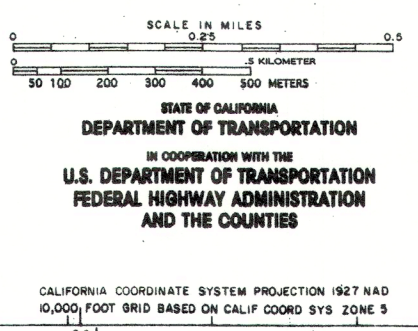 SCALE IN MILES
0 0.25 0.5
0 .5 KILOMETER
50 100 200 300 400 500 METERS
STATE OF CALIFORNIA
DEPARTMENT OF TRANSPORTATION
IN COOPERATION WITH THE
U.S. DEPARTMENT OF TRANSPORTATION
FEDERAL HIGHWAY ADMINISTRATION
AND THE COUNTIES
CALIFORNIA COORDINATE SYSTEM PROJECTION 1927 NAD
10,000 FOOT GRID BASED ON CALIF COORD SYS ZONE 5